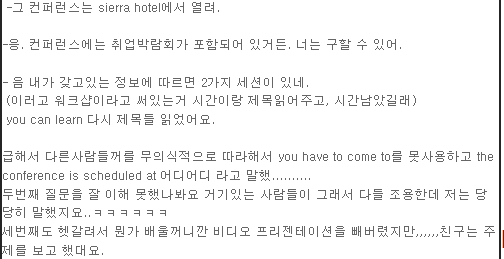 -그 컨퍼런스는 sierra hotel에서 열려.
-응. 컨퍼런스에는 취업박람회가 포함되어 있거든. 너는 구할 수 있어.
- 음 내가 갖고있는 정보에 따르면 2가지 세션이 있네.
(이러고 워크샵이라고 써있는거 시간이랑 제목읽어주고, 시간남았길래)
you can learn 다시 제목들 읽었어요.
급해서 다른사람들꺼를 무의식적으로 따라해서 you have to come to를 못사용하고 the
conference is scheduled at 어디어디 라고 말했..........
두번째 질문을 잘 이해 못했나봐요 거기있는 사람들이 그래서 다들 조용한데 저는 당
당히 말했지요..ㅋㅋㅋㅋㅋㅋ
세번째도 헷갈려서 뭔가 배울꺼니깐 비디오 프리젠테이션을 빼버렸지만,,,,,,친구는 주
제를 보고 했대요.